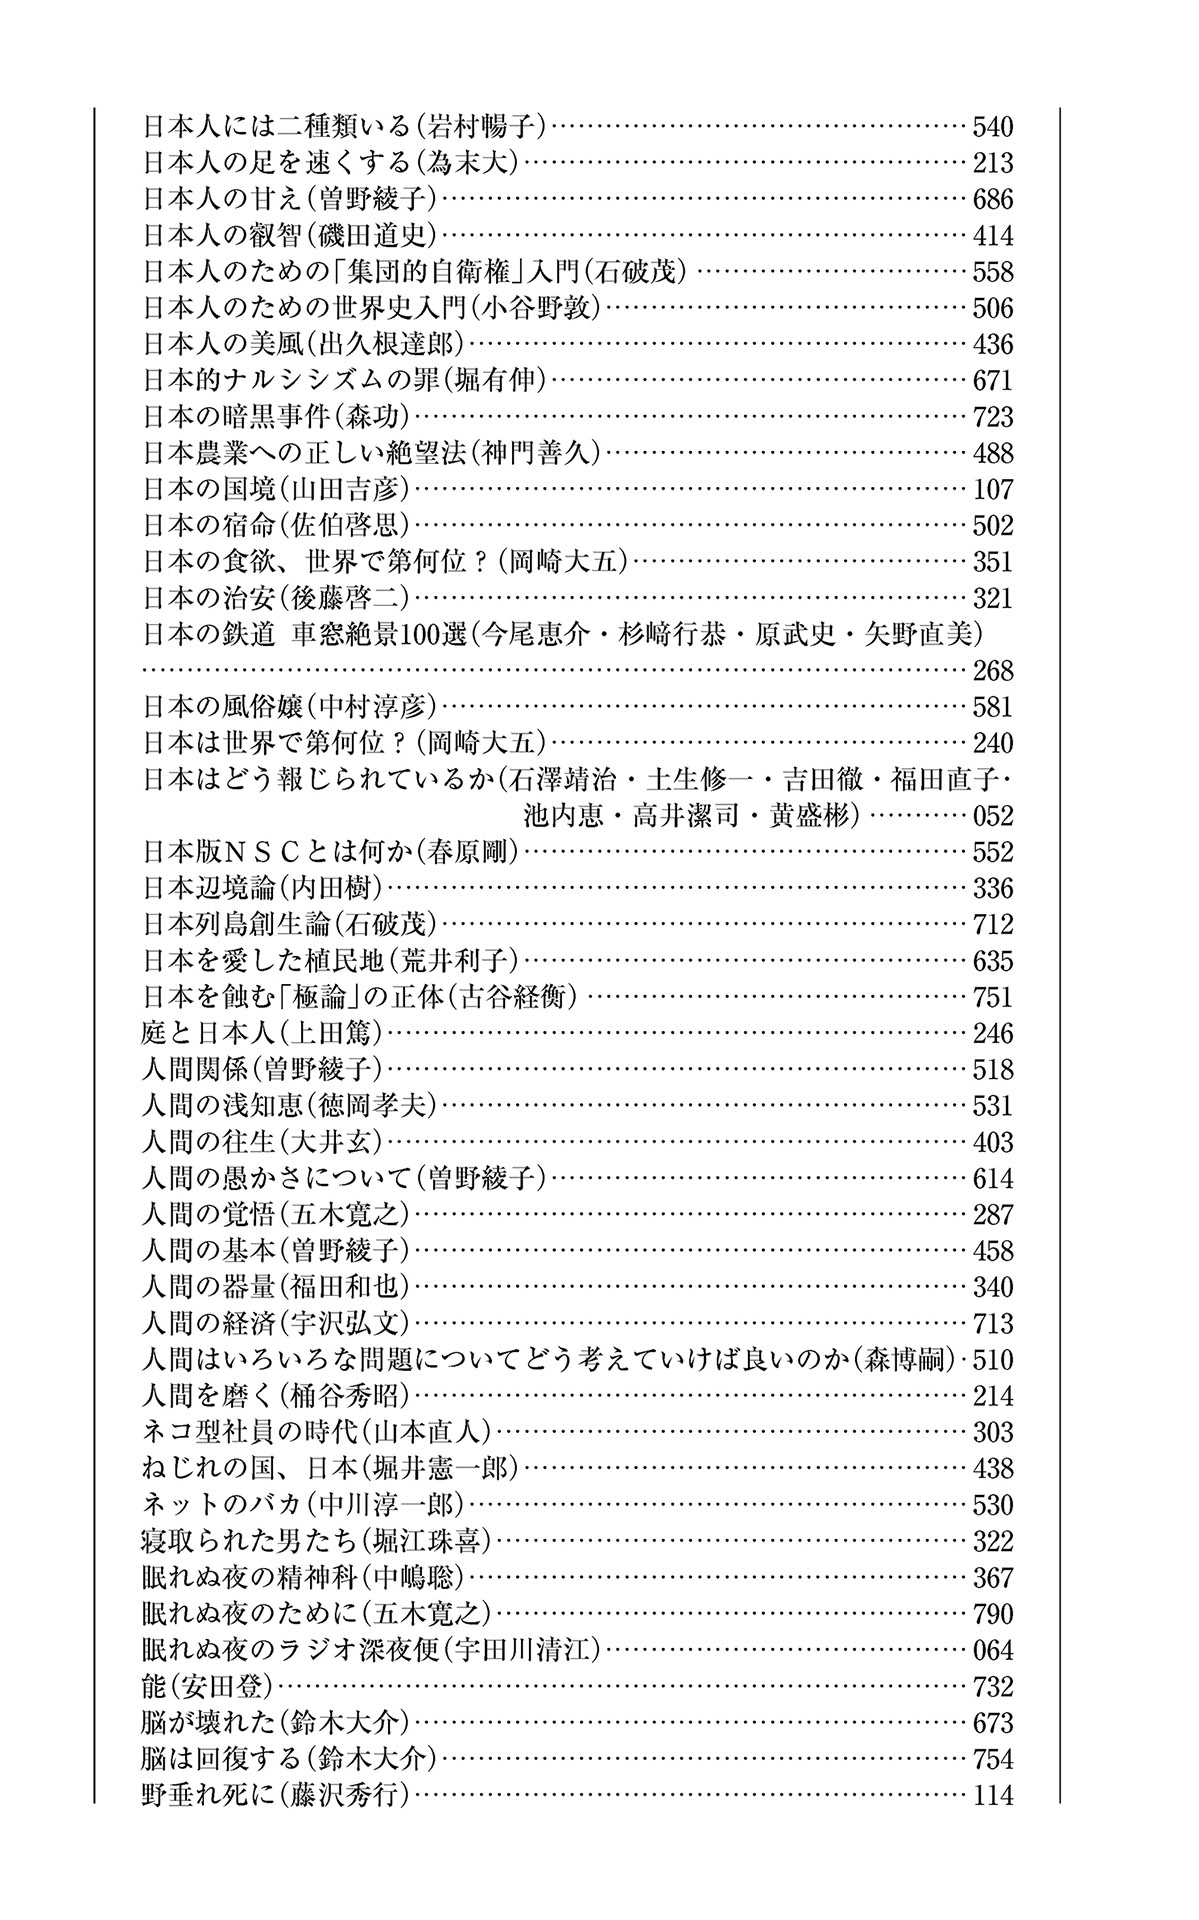 日本人には二種類いる(岩村暢子)……………………………………… 540
日本人の足を速くする(為末大)………………………………………… 213
日本人の甘え(曽野綾子)………………………………………………… 686
日本人の叡智(磯田道史)………………………………………………… 414
日本人のための「集団的自衛権」入門(石破茂) ………………………… 558
日本人のための世界史入門(小谷野敦)………………………………… 506
日本人の美風(出久根達郎)……………………………………………… 436
日本的ナルシシズムの罪(堀有伸)……………………………………… 671
日本の暗黒事件(森功)…………………………………………………… 723
日本農業への正しい絶望法(神門善久)………………………………… 488
日本の国境(山田吉彦)…………………………………………………… 107
日本の宿命(佐伯啓思)…………………………………………………… 502
日本の食欲、世界で第何位？(岡崎大五)……………………………… 351
日本の治安(後藤啓二)…………………………………………………… 321
日本の鉄道 車窓絶景100選(今尾恵介・杉﨑行恭・原武史・矢野直美)
……………………………………………………………………………… 268
日本の風俗嬢(中村淳彦)………………………………………………… 581
日本は世界で第何位？(岡崎大五)……………………………………… 240
日本はどう報じられているか(石澤靖治・土生修一・吉田徹・福田直子・
池内恵・高井潔司・黄盛彬) ………… 052
日本版ＮＳＣとは何か(春原剛)………………………………………… 552
日本辺境論(内田樹)……………………………………………………… 336
日本列島創生論(石破茂)………………………………………………… 712
日本を愛した植民地(荒井利子)………………………………………… 635
日本を蝕む「極論」の正体(古谷経衡) …………………………………… 751
庭と日本人(上田篤)……………………………………………………… 246
人間関係(曽野綾子)……………………………………………………… 518
人間の浅知恵(徳岡孝夫)………………………………………………… 531
人間の往生(大井玄)……………………………………………………… 403
人間の愚かさについて(曽野綾子)……………………………………… 614
人間の覚悟(五木寛之)…………………………………………………… 287
人間の基本(曽野綾子)…………………………………………………… 458
人間の器量(福田和也)…………………………………………………… 340
人間の経済(宇沢弘文)…………………………………………………… 713
人間はいろいろな問題についてどう考えていけば良いのか(森博嗣)・510
人間を磨く(桶谷秀昭)…………………………………………………… 214
ネコ型社員の時代(山本直人)…………………………………………… 303
ねじれの国、日本(堀井憲一郎)………………………………………… 438
ネットのバカ(中川淳一郎)……………………………………………… 530
寝取られた男たち(堀江珠喜)…………………………………………… 322
眠れぬ夜の精神科(中嶋聡)……………………………………………… 367
眠れぬ夜のために(五木寛之)…………………………………………… 790
眠れぬ夜のラジオ深夜便(宇田川清江)………………………………… 064
能(安田登)………………………………………………………………… 732
脳が壊れた(鈴木大介)…………………………………………………… 673
脳は回復する(鈴木大介)………………………………………………… 754
野垂れ死に(藤沢秀行)…………………………………………………… 114